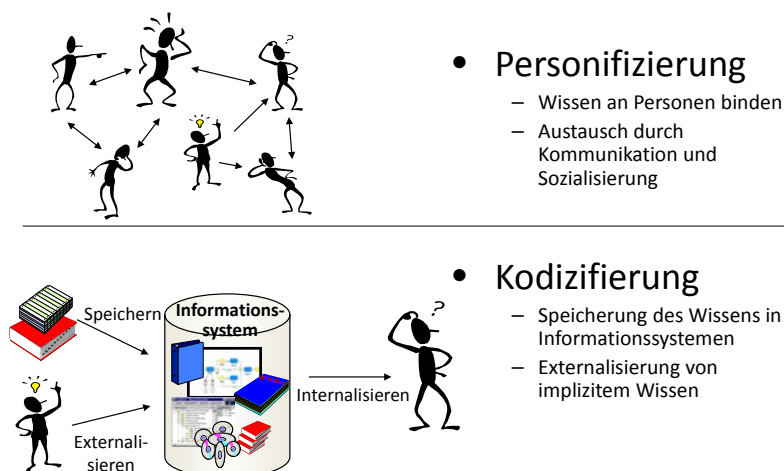 ?
• Personifizierung
– Wissen an Personen binden
– Austausch durch
Kommunikation und
Sozialisierung
• Kodizifierung
– Speicherung des Wissens in
Informationssystemen
– Externalisierung von
implizitem Wissen
Speichern
Informations-
system
?
Internalisieren
Externali-
sieren